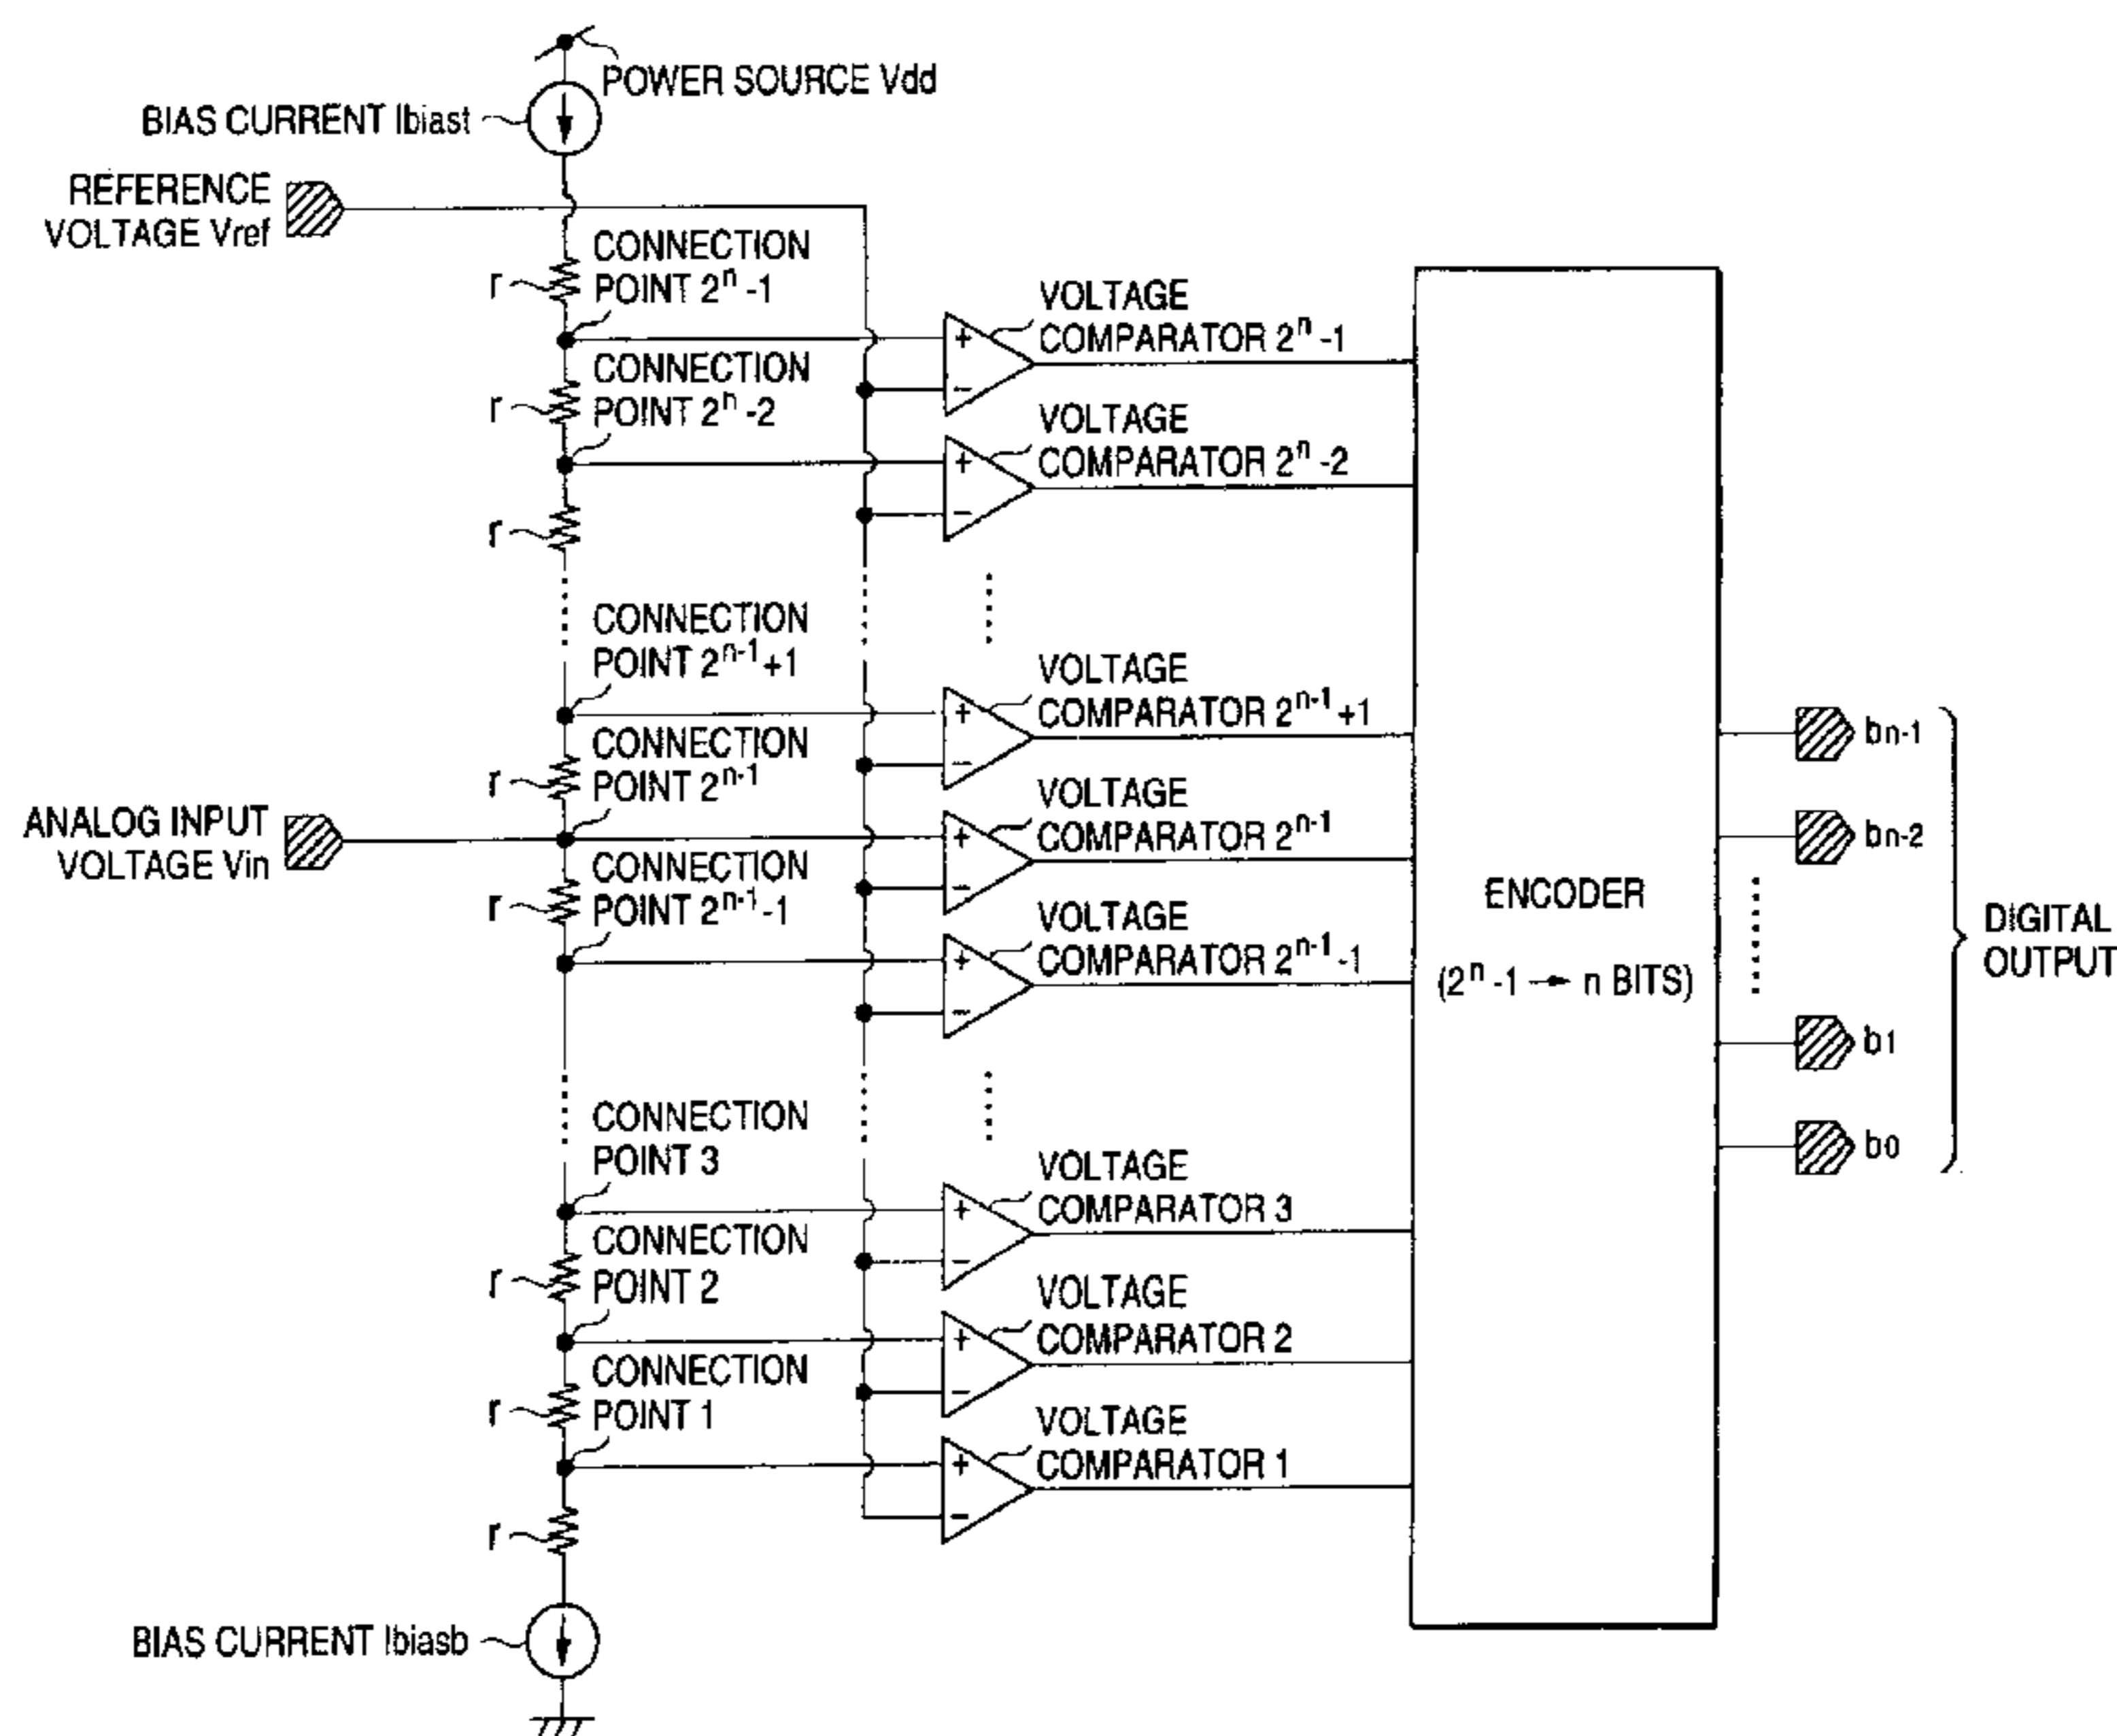 POWER SOURCE Vdd
BIAS CURRENT Ibiast
REFERENCE
VOLTAGE Vref
CONNECTION
POINT 2ⁿ-1
r
VOLTAGE
COMPARATOR 2ⁿ-1
+
−
CONNECTION
POINT 2ⁿ-2
r
VOLTAGE
COMPARATOR 2ⁿ-2
+
−
r
CONNECTION
POINT 2ⁿ⁻¹+1
VOLTAGE
COMPARATOR 2ⁿ⁻¹+1
+
−
CONNECTION
POINT 2ⁿ⁻¹
r
VOLTAGE
COMPARATOR 2ⁿ⁻¹
+
−
ANALOG INPUT
VOLTAGE Vin
CONNECTION
POINT 2ⁿ⁻¹-1
r
VOLTAGE
COMPARATOR 2ⁿ⁻¹-1
+
−
CONNECTION
POINT 3
VOLTAGE
COMPARATOR 3
+
−
CONNECTION
POINT 2
r
VOLTAGE
COMPARATOR 2
+
−
CONNECTION
POINT 1
r
VOLTAGE
COMPARATOR 1
+
−
r
BIAS CURRENT Ibiasb
ENCODER
(2ⁿ-1 → n BITS)
bn-1
bn-2
b1
b0
DIGITAL
OUTPUT